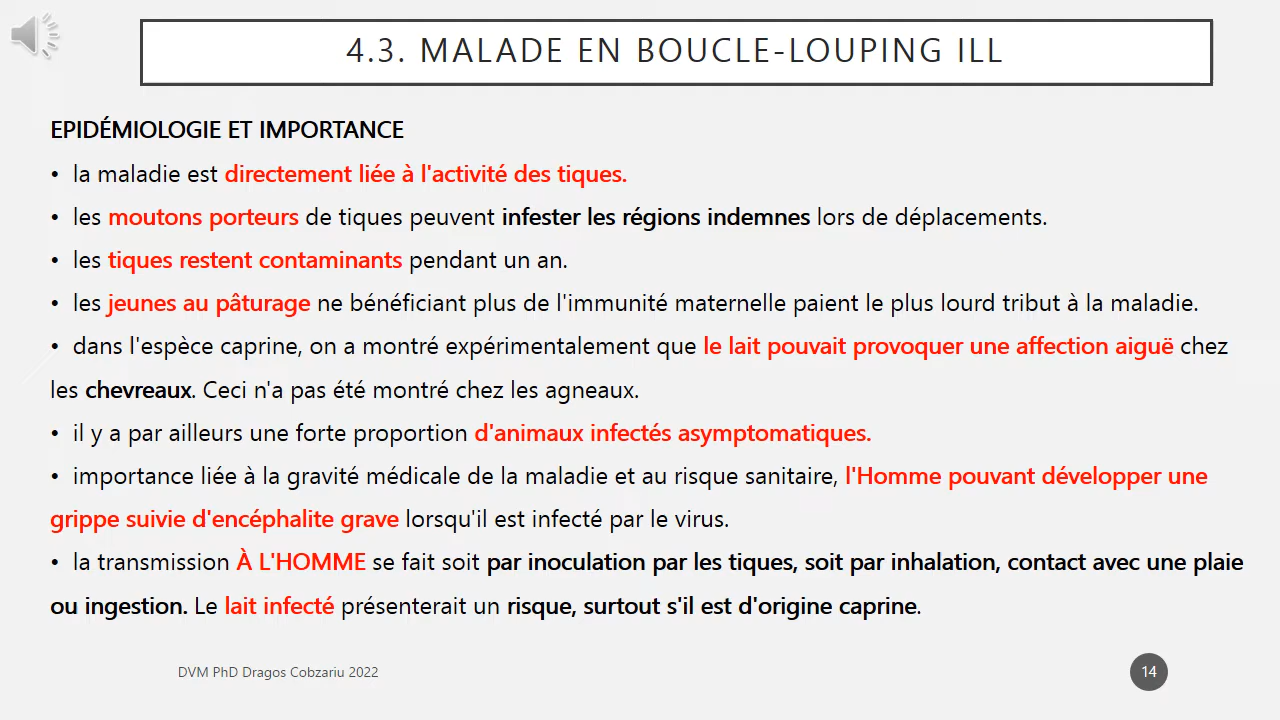 4.3. MALADE EN BOUCLE-LOUPING ILL
EPIDÉMIOLOGIE ET IMPORTANCE
• la maladie est directement liée à l'activité des tiques.
• les moutons porteurs de tiques peuvent infester les régions indemnes lors de déplacements.
• les tiques restent contaminants pendant un an.
• les jeunes au pâturage ne bénéficiant plus de l'immunité maternelle paient le plus lourd tribut à la maladie.
• dans l'espèce caprine, on a montré expérimentalement que le lait pouvait provoquer une affection aiguë chez
les chevreaux. Ceci n'a pas été montré chez les agneaux.
• il y a par ailleurs une forte proportion d'animaux infectés asymptomatiques.
• importance liée à la gravité médicale de la maladie et au risque sanitaire, l'Homme pouvant développer une
grippe suivie d'encéphalite grave lorsqu'il est infecté par le virus.
• la transmission À L'HOMME se fait soit par inoculation par les tiques, soit par inhalation, contact avec une plaie
ou ingestion. Le lait infecté présenterait un risque, surtout s'il est d'origine caprine.
DVM PhD Dragos Cobzariu 2022
14